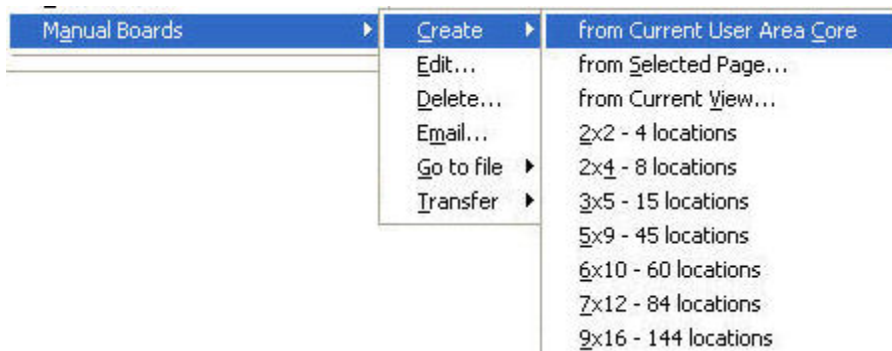 Manual Boards
Create
Edit...
Delete...
Email...
Go to file
Transfer
from Current User Area Core
from Selected Page...
from Current View...
2x2 - 4 locations
2x4 - 8 locations
3x5 - 15 locations
5x9 - 45 locations
6x10 - 60 locations
7x12 - 84 locations
9x16 - 144 locations